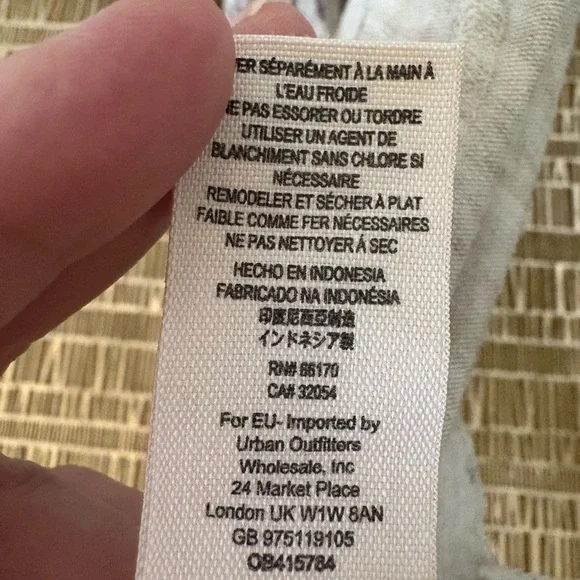 VER SÉPARÉMENT À LA MAIN À
L'EAU FROIDE
NE PAS ESSORER OU TORDRE
UTILISER UN AGENT DE
BLANCHIMENT SANS CHLORE SI
NÉCESSAIRE
REMODELER ET SÉCHER À PLAT
FAIBLE COMME FER NÉCESSAIRES
NE PAS NETTOYER À SEC
HECHO EN INDONESIA
FABRICADO NA INDONÉSIA
印度尼西亞制造
インドネシア製
RN# 66170
CA# 32054
For EU- Imported by
Urban Outfitters
Wholesale, Inc
24 Market Place
London UK W1W 8AN
GB 975119105
OB415784